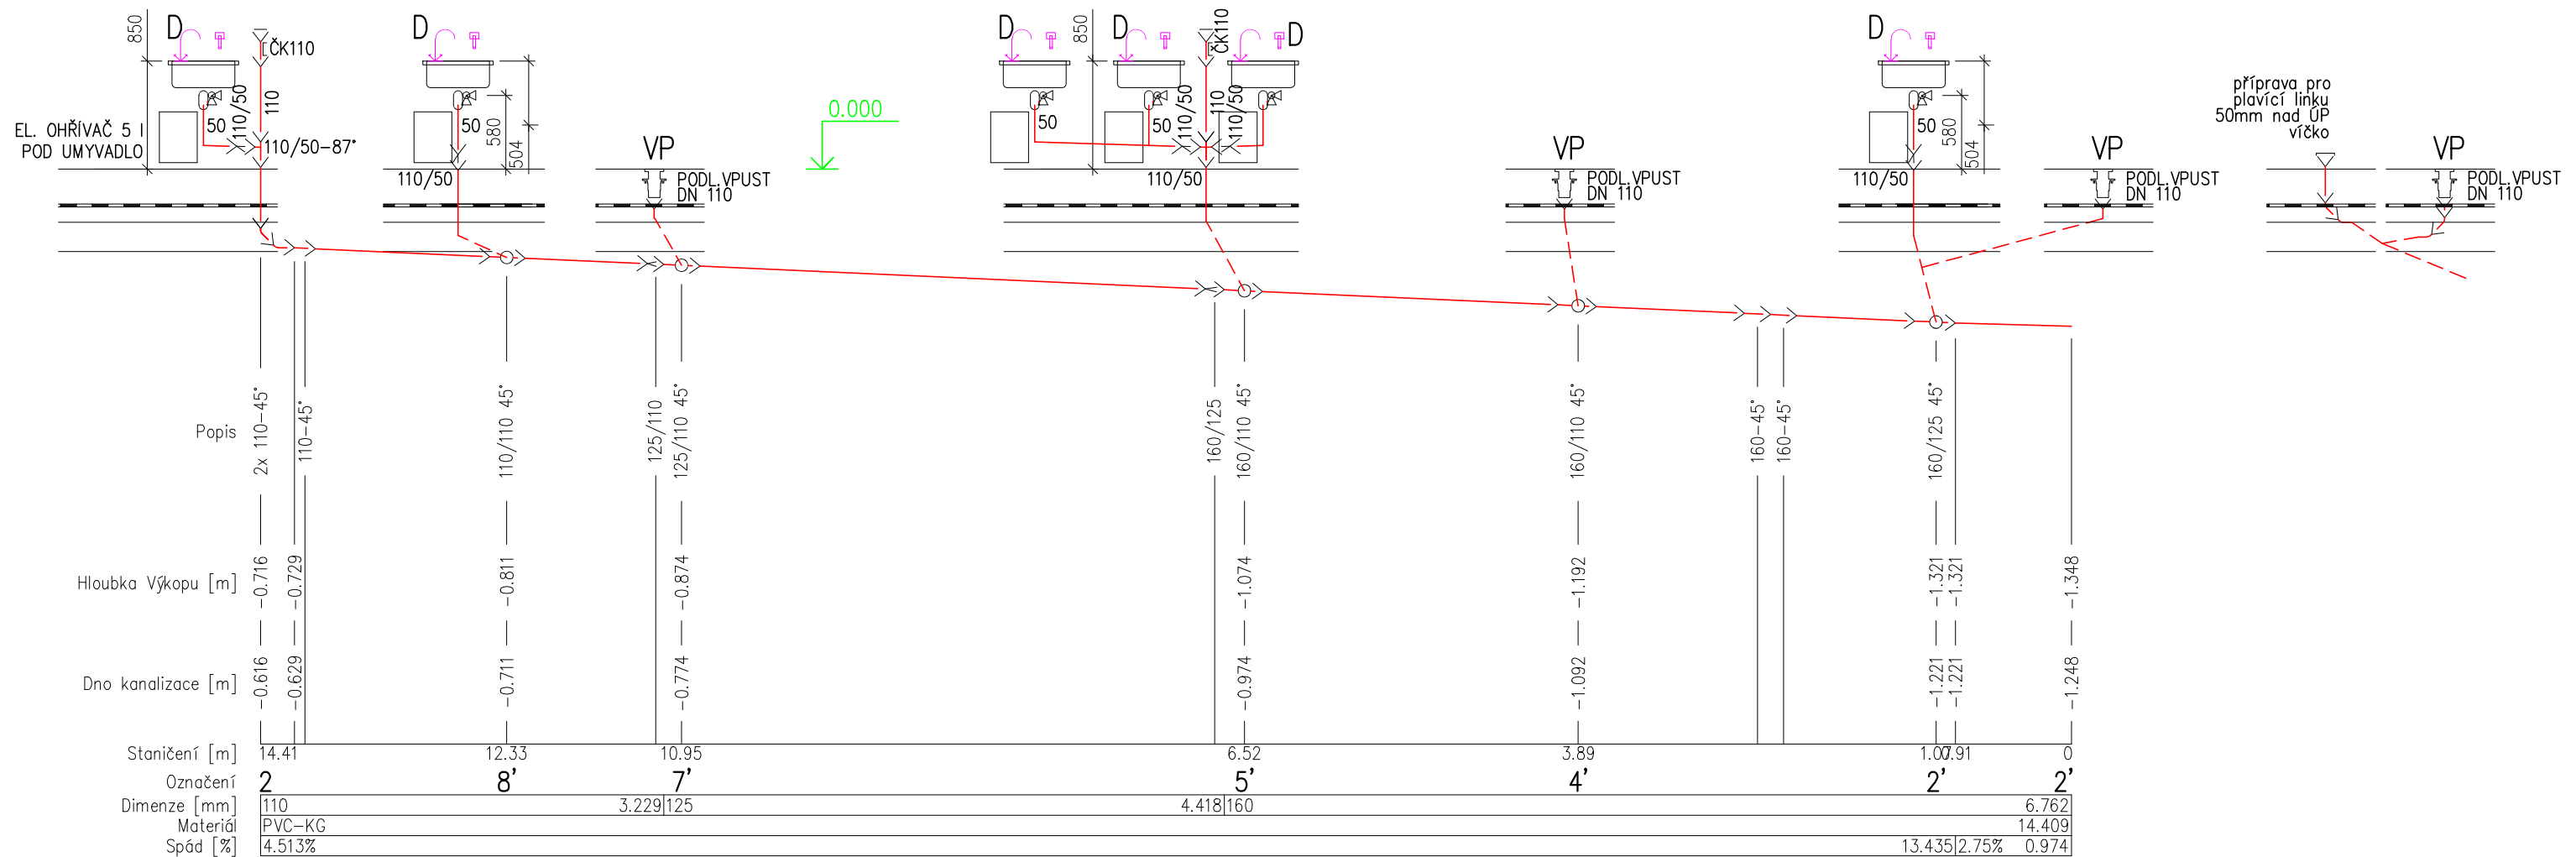 850
D
ČK110
110/50
110
50
110/50-87°
EL. OHŘÍVAČ 5 l
POD UMYVADLO
D
50
580
504
110/50
VP
PODL.VPUST
DN 110
0.000
D
850
D
ČK110
D
50
110/50
110
110/50
110/50
VP
PODL.VPUST
DN 110
D
50
580
504
110/50
VP
PODL.VPUST
DN 110
příprava pro
plavící linku
50mm nad ÚP
víčko
VP
PODL.VPUST
DN 110
Popis
2x 110-45°
110-45°
110/110 45°
125/110
125/110 45°
160/125
160/110 45°
160/110 45°
160-45°
160-45°
160/125 45°
Hloubka Výkopu [m]
-0.716
-0.729
-0.811
-0.874
-1.074
-1.192
-1.321
-1.321
-1.348
Dno kanalizace [m]
-0.616
-0.629
-0.711
-0.774
-0.974
-1.092
-1.221
-1.221
-1.248
Staničení [m] 14.41 12.33 10.95 6.52 3.89 1.07 0.91 0
Označení 2 8' 7' 5' 4' 2' 2'
Dimenze [mm] 110 3.229 125 4.418 160 6.762
Materiál PVC-KG 14.409
Spád [%] 4.513% 13.435 2.75% 0.974